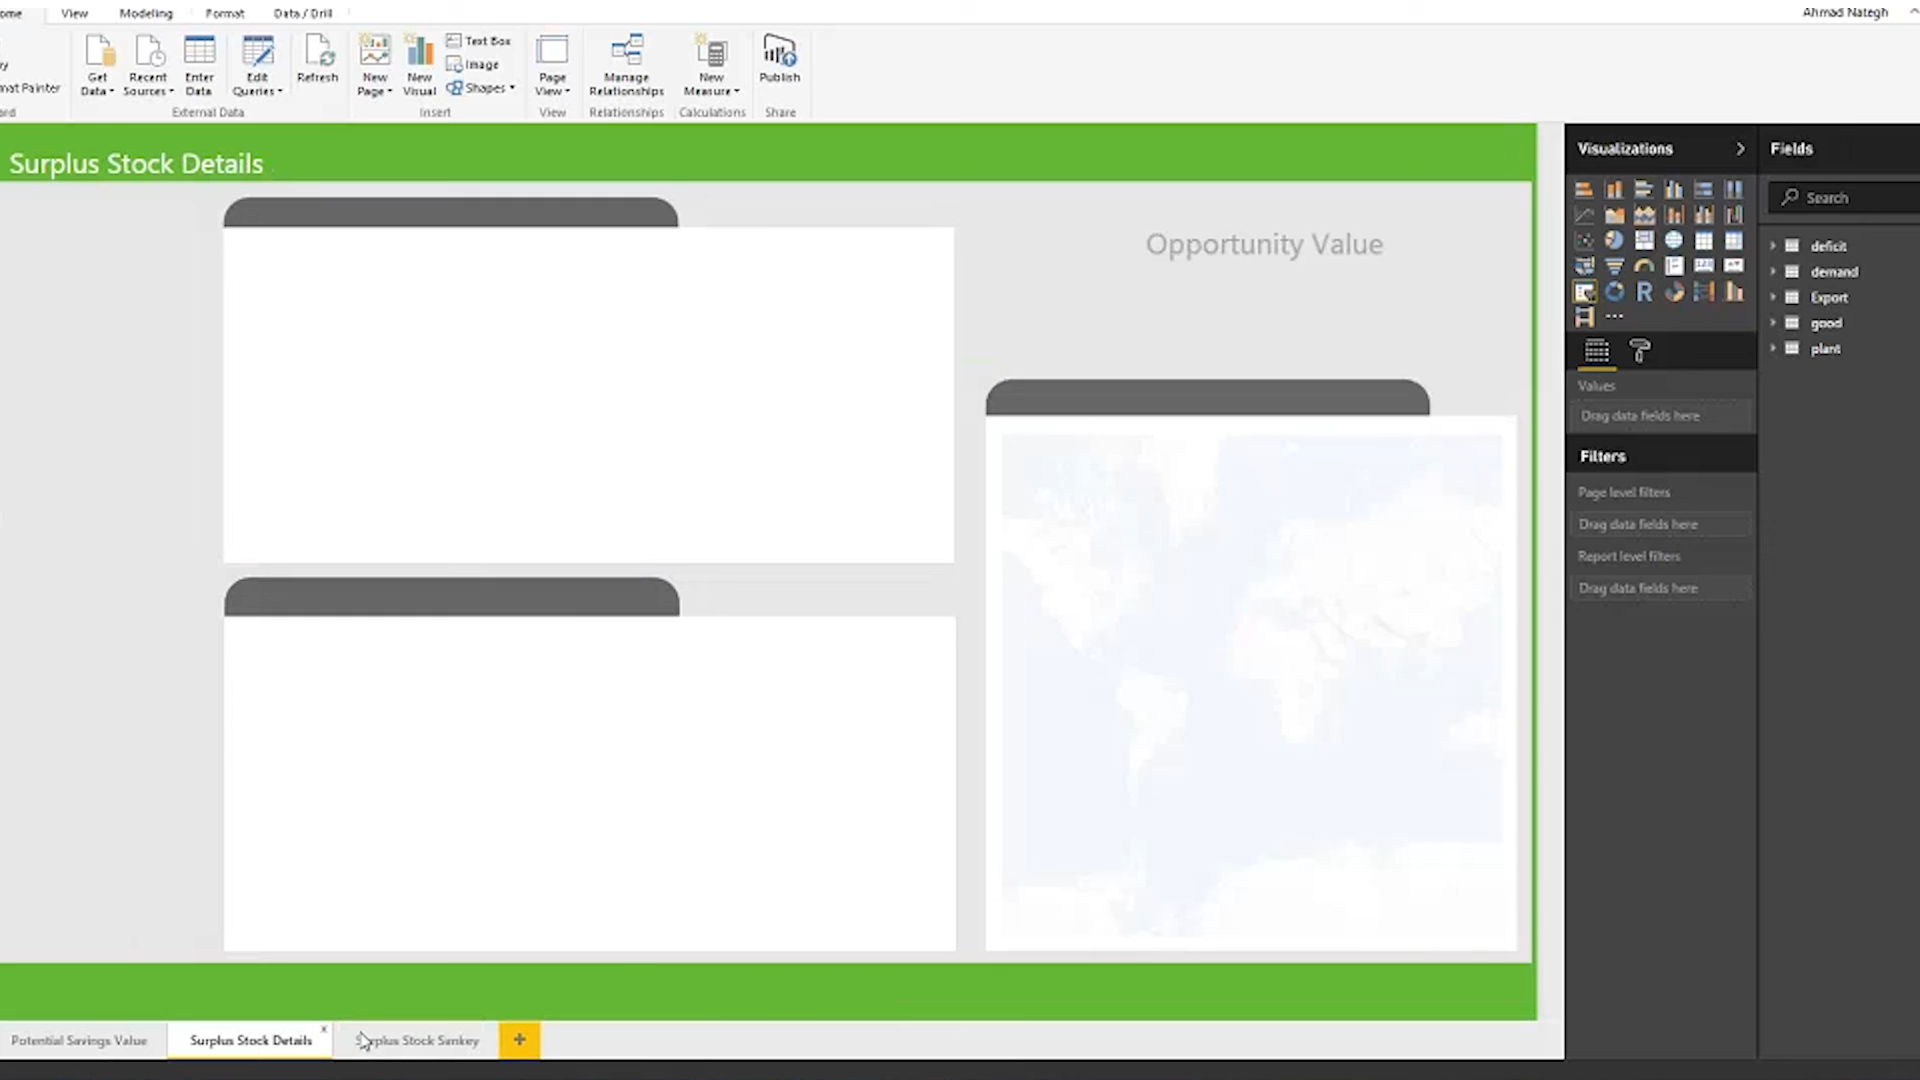 ome View Modeling Format Data / Drill Ahmad Nategh
Get Data Recent Sources Enter Data Edit Queries Refresh New Page New Visual Text Box Image Shapes Page View Manage Relationships New Measure Publish
mat Painter
External Data Insert View Relationships Calculations Share
Surplus Stock Details
Opportunity Value
Visualizations
Values
Drag data fields here
Filters
Page level filters
Drag data fields here
Report level filters
Drag data fields here
Fields
Search
deficit
demand
Export
good
plant
Potential Savings Value Surplus Stock Details x Surplus Stock Sankey +